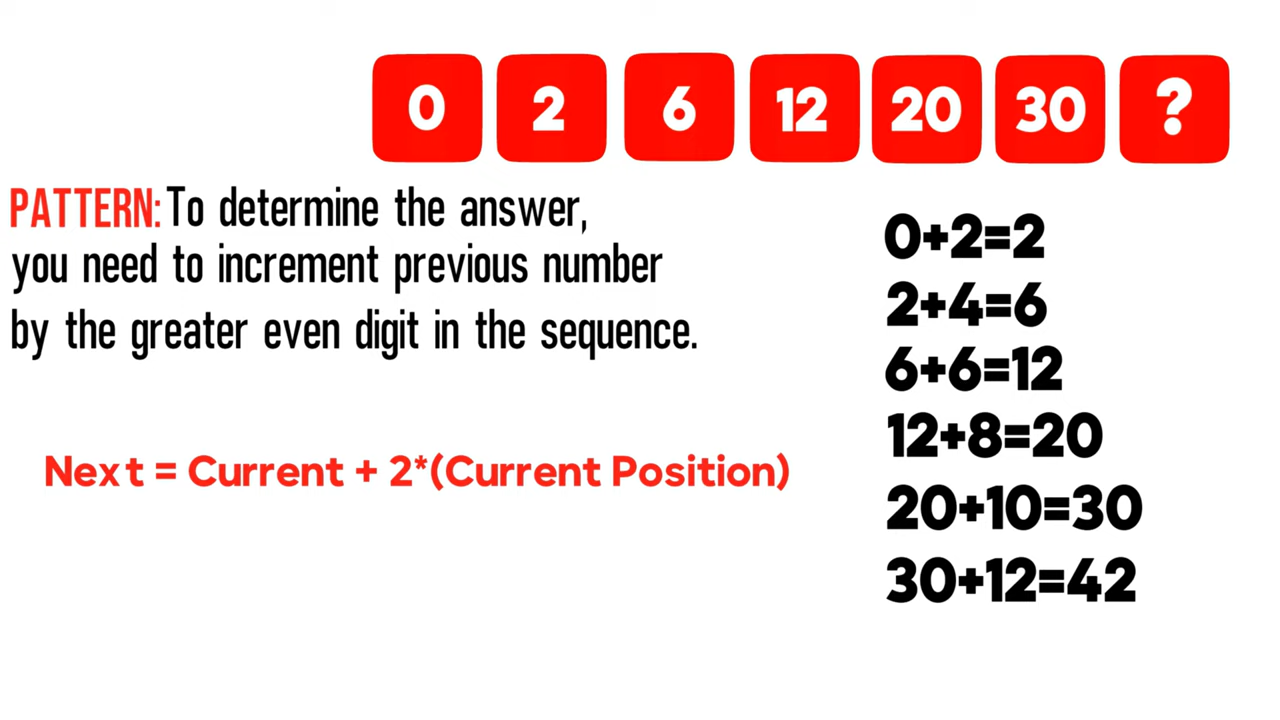 0 2 6 12 20 30 ?
PATTERN: To determine the answer,
you need to increment previous number
by the greater even digit in the sequence.
Next = Current + 2*(Current Position)
0+2=2
2+4=6
6+6=12
12+8=20
20+10=30
30+12=42